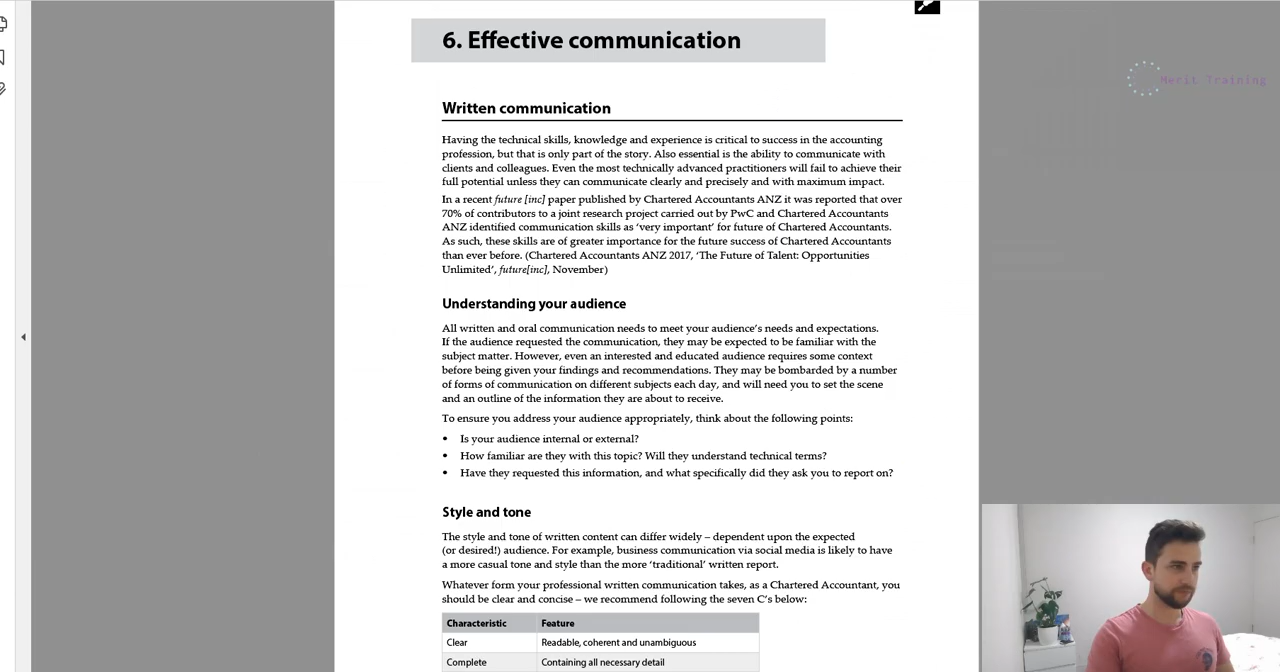 6. Effective communication
Merit Training
Written communication
Having the technical skills, knowledge and experience is critical to success in the accounting
profession, but that is only part of the story. Also essential is the ability to communicate with
clients and colleagues. Even the most technically advanced practitioners will fail to achieve their
full potential unless they can communicate clearly and precisely and with maximum impact.
In a recent future [inc] paper published by Chartered Accountants ANZ it was reported that over
70% of contributors to a joint research project carried out by PwC and Chartered Accountants
ANZ identified communication skills as ‘very important’ for future of Chartered Accountants.
As such, these skills are of greater importance for the future success of Chartered Accountants
than ever before. (Chartered Accountants ANZ 2017, ‘The Future of Talent: Opportunities
Unlimited’, future[inc], November)
Understanding your audience
All written and oral communication needs to meet your audience’s needs and expectations.
If the audience requested the communication, they may be expected to be familiar with the
subject matter. However, even an interested and educated audience requires some context
before being given your findings and recommendations. They may be bombarded by a number
of forms of communication on different subjects each day, and will need you to set the scene
and an outline of the information they are about to receive.
To ensure you address your audience appropriately, think about the following points:
• Is your audience internal or external?
• How familiar are they with this topic? Will they understand technical terms?
• Have they requested this information, and what specifically did they ask you to report on?
Style and tone
The style and tone of written content can differ widely – dependent upon the expected
(or desired!) audience. For example, business communication via social media is likely to have
a more casual tone and style than the more ‘traditional’ written report.
Whatever form your professional written communication takes, as a Chartered Accountant, you
should be clear and concise – we recommend following the seven C’s below:
Characteristic Feature
Clear Readable, coherent and unambiguous
Complete Containing all necessary detail